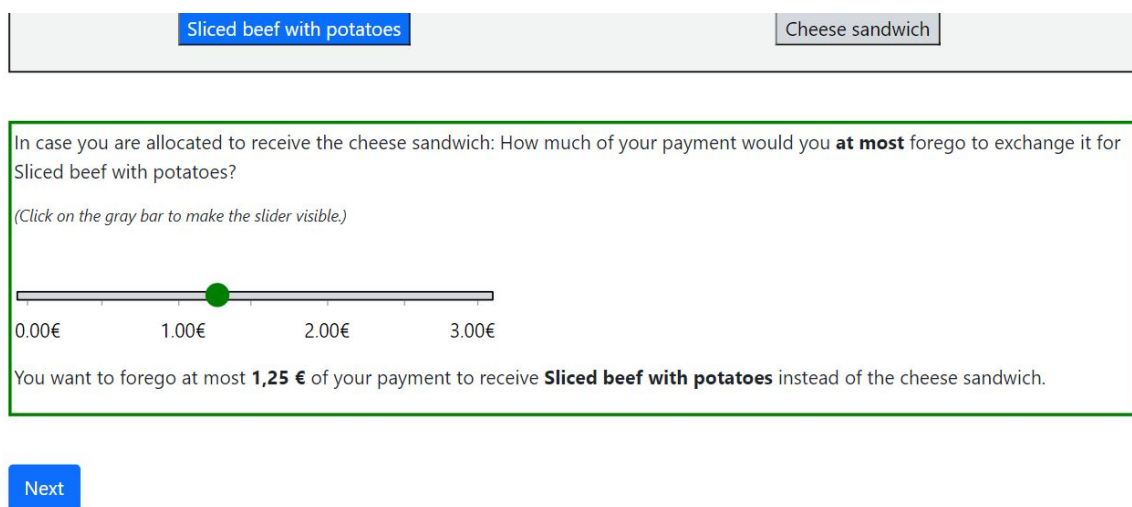 Sliced beef with potatoes
Cheese sandwich
In case you are allocated to receive the cheese sandwich: How much of your payment would you at most forego to exchange it for
Sliced beef with potatoes?
(Click on the gray bar to make the slider visible.)
0.00€ 1.00€ 2.00€ 3.00€
You want to forego at most 1,25 € of your payment to receive Sliced beef with potatoes instead of the cheese sandwich.
Next